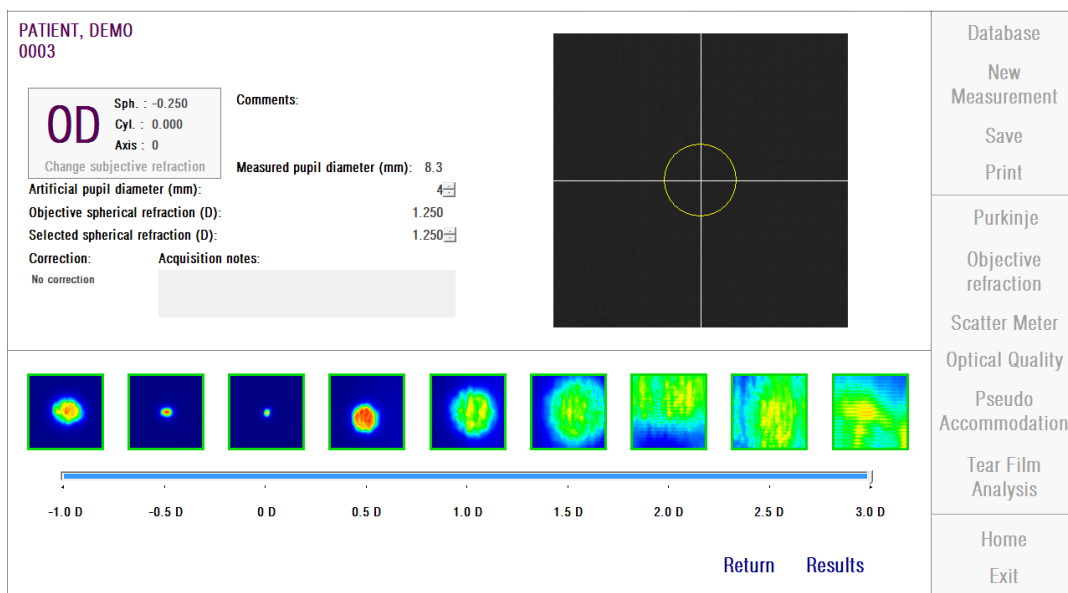 PATIENT, DEMO
0003
OD
Sph. : -0.250
Cyl. : 0.000
Axis : 0
Change subjective refraction
Comments:
Measured pupil diameter (mm): 8.3
Artificial pupil diameter (mm): 4
Objective spherical refraction (D): 1.250
Selected spherical refraction (D): 1.250
Correction:
No correction
Acquisition notes:
-1.0 D -0.5 D 0 D 0.5 D 1.0 D 1.5 D 2.0 D 2.5 D 3.0 D
Return Results
Database
New
Measurement
Save
Print
Purkinje
Objective
refraction
Scatter Meter
Optical Quality
Pseudo
Accommodation
Tear Film
Analysis
Home
Exit